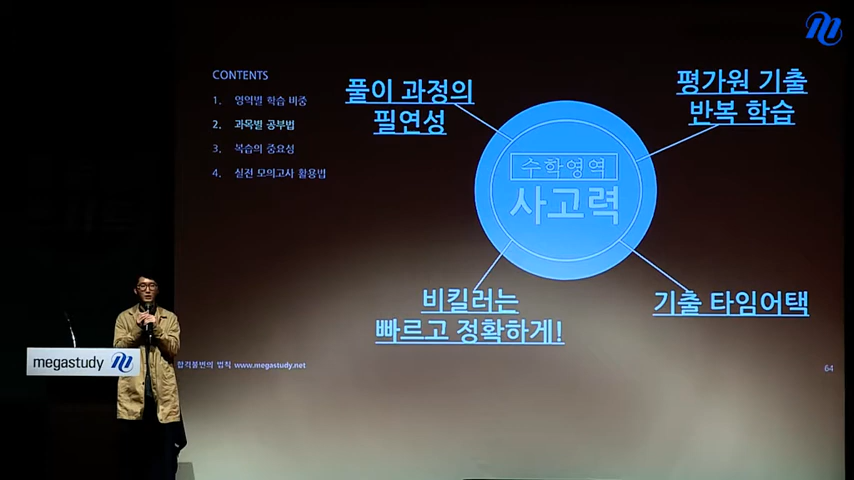 CONTENTS
1. 영역별 학습 비중
2. 과목별 공부법
3. 복습의 중요성
4. 실전 모의고사 활용법
풀이 과정의
필연성
평가원 기출
반복 학습
수학영역
사고력
비킬러는
빠르고 정확하게!
기출 타임어택
megastudy
합격불변의 법칙 www.megastudy.net
64